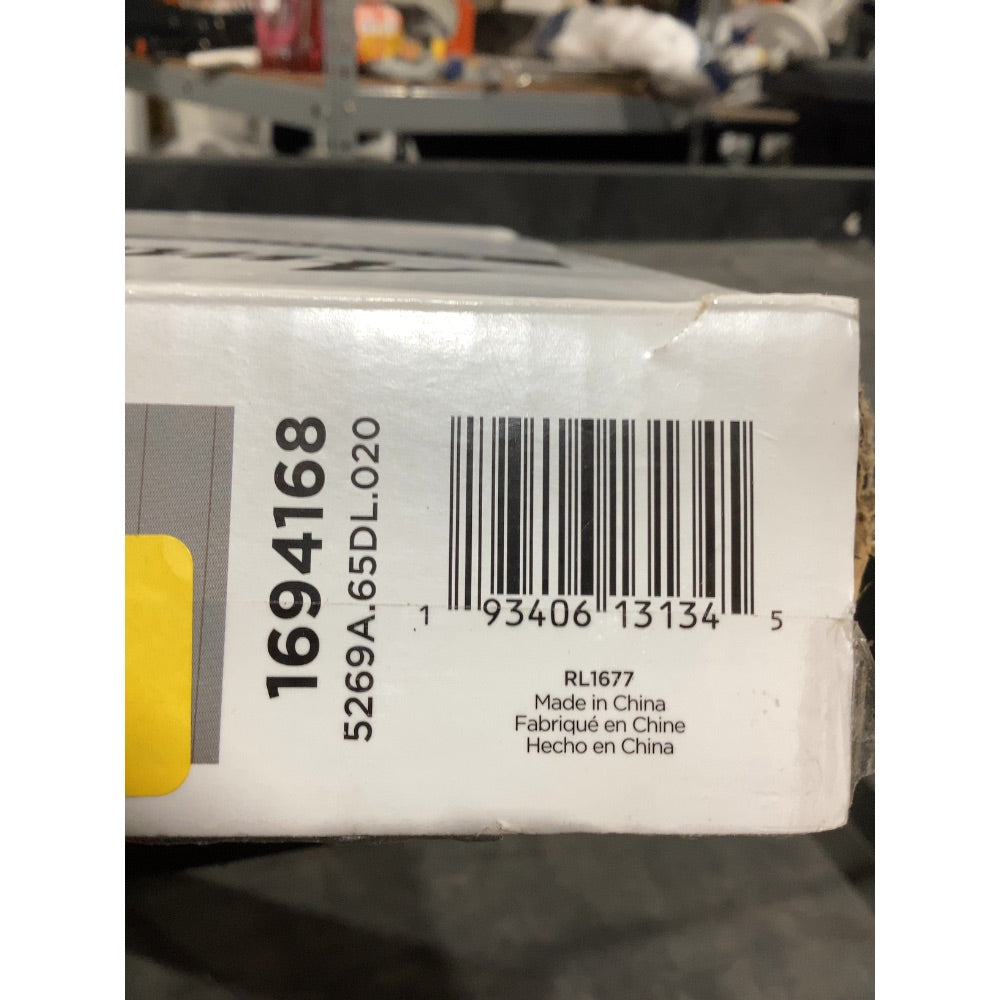 1694168
5269A.65DL.020
1 93406 13134 5
RL1677
Made in China
Fabriqué en Chine
Hecho en China